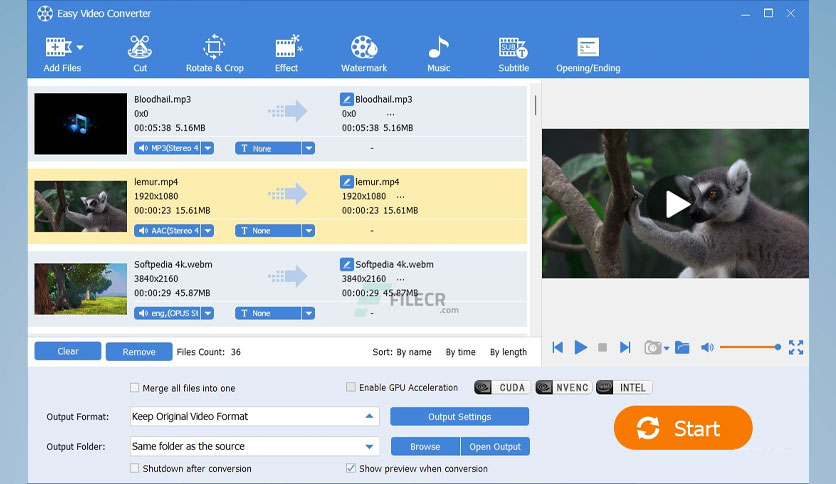 Easy Video Converter
Add Files
Cut
Rotate & Crop
Effect
Watermark
Music
SUB
T
Subtitle
Opening/Ending
Bloodhail.mp3
0x0
00:05:38 5.16MB
MP3(Stereo 4
T None
Bloodhail.mp3
0x0 ...
00:05:38 5.16MB
-
lemur.mp4
1920x1080
00:00:23 15.61MB
AAC(Stereo 4
T None
lemur.mp4
1920x1080 ...
00:00:23 15.61MB
-
Softpedia 4k.webm
3840x2160
00:00:29 45.87MB
eng,(OPUS St
T None
Softpedia 4k.webm
3840x2160 ...
00:00:29 45.87MB
-
FILECR
.com
Clear
Remove
Files Count: 36
Sort: By name By time By length
Merge all files into one
Enable GPU Acceleration
CUDA
NVENC
INTEL
Output Format:
Keep Original Video Format
Output Settings
Output Folder:
Same folder as the source
Browse
Open Output
Start
Shutdown after conversion
Show preview when conversion